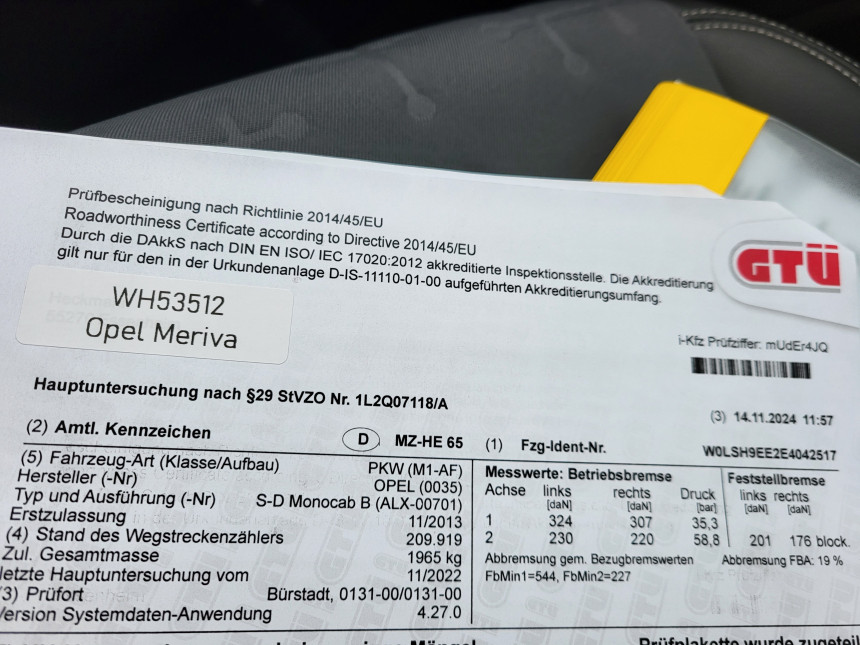 Prüfbescheinigung nach Richtlinie 2014/45/EU
Roadworthiness Certificate according to Directive 2014/45/EU
Durch die DAkkS nach DIN EN ISO/ IEC 17020:2012 akkreditierte Inspektionsstelle. Die Akkreditierung
gilt nur für den in der Urkundenanlage D-IS-11110-01-00 aufgeführten Akkreditierungsumfang.
GTÜ
WH53512
Opel Meriva
i-Kfz Prüfziffer: mUdEr4JQ
Hauptuntersuchung nach §29 StVZO Nr. 1L2Q07118/A
(3) 14.11.2024 11:57
(2) Amtl. Kennzeichen D MZ-HE 65 (1) Fzg-Ident-Nr. W0LSH9EE2E4042517
(5) Fahrzeug-Art (Klasse/Aufbau) PKW (M1-AF)
Hersteller (-Nr) OPEL (0035)
Typ und Ausführung (-Nr) S-D Monocab B (ALX-00701)
Erstzulassung 11/2013
(4) Stand des Wegstreckenzählers 209.919
Zul. Gesamtmasse 1965 kg
letzte Hauptuntersuchung vom 11/2022
(3) Prüfort Bürstadt, 0131-00/0131-00
Version Systemdaten-Anwendung 4.27.0
Messwerte: Betriebsbremse Feststellbremse
Achse links rechts Druck links rechts
[daN] [daN] [bar] [daN] [daN]
1 324 307 35,3
2 230 220 58,8 201 176 block.
Abbremsung gem. Bezugbremswerten Abbremsung FBA: 19 %
FbMin1=544, FbMin2=227
Prüfplakette wurde zugeteil